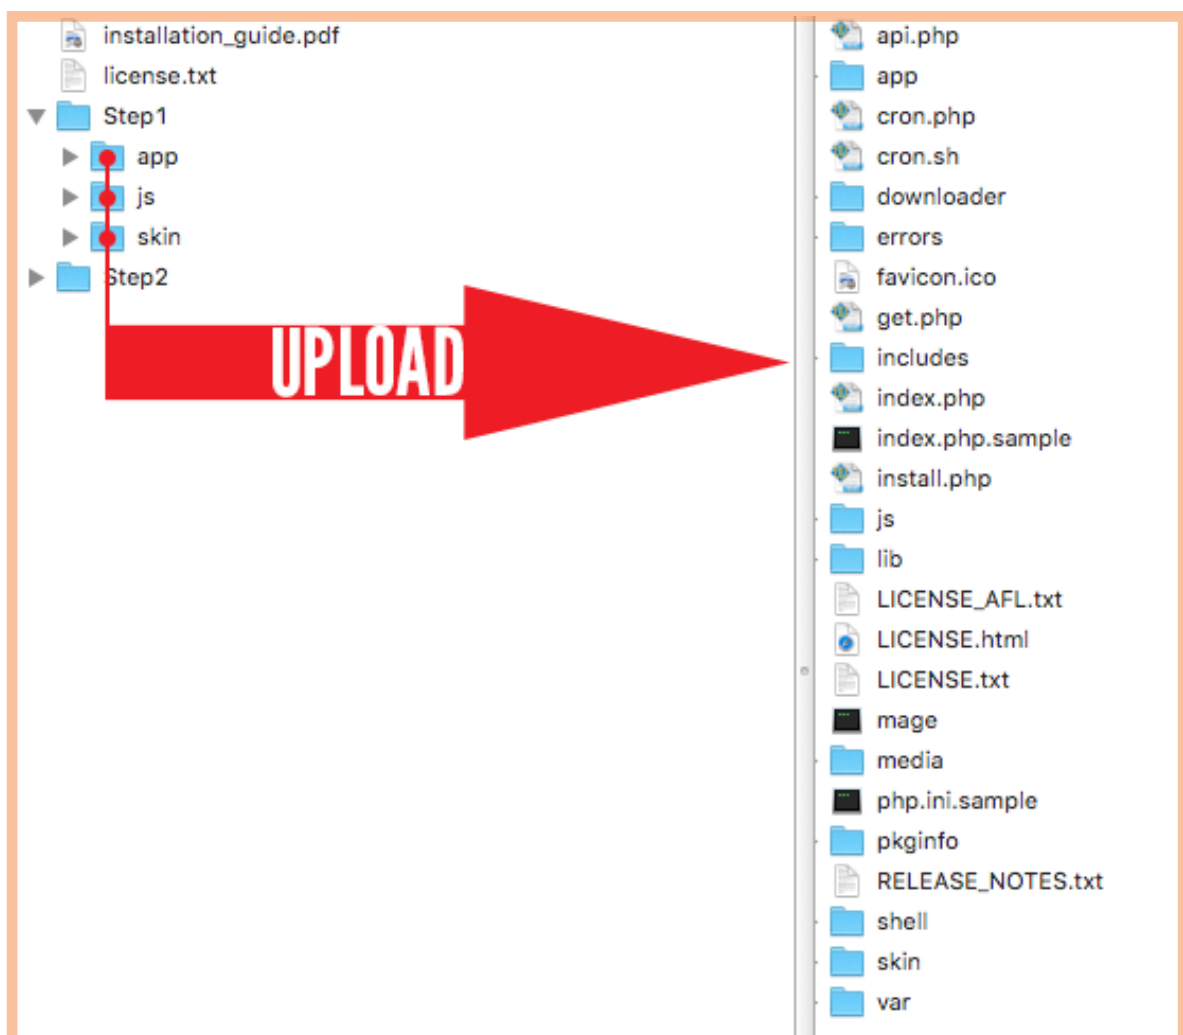 installation_guide.pdf
license.txt
Step1
app
js
skin
Step2
UPLOAD
api.php
app
cron.php
cron.sh
downloader
errors
favicon.ico
get.php
includes
index.php
index.php.sample
install.php
js
lib
LICENSE_AFL.txt
LICENSE.html
LICENSE.txt
mage
media
php.ini.sample
pkginfo
RELEASE_NOTES.txt
shell
skin
var